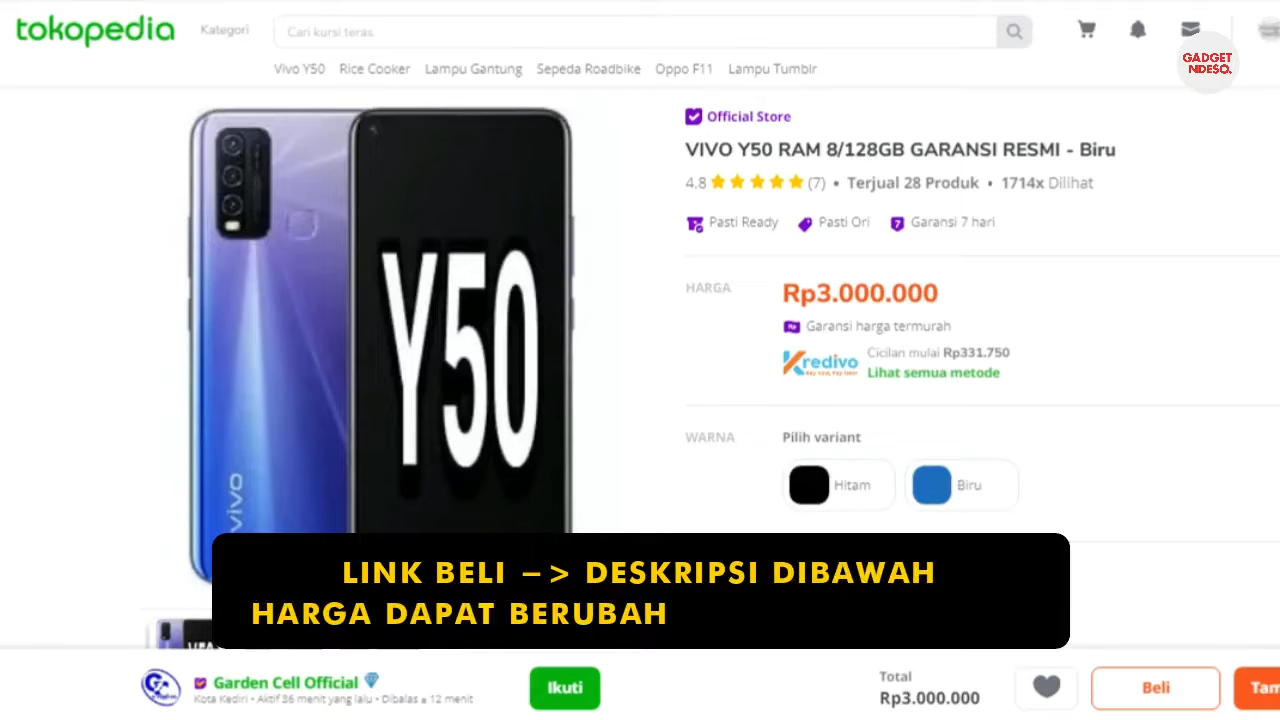 tokopedia
Kategori
Cari kursi teras
GADGET
NDESO.
Vivo Y50 Rice Cooker Lampu Gantung Sepeda Roadbike Oppo F11 Lampu Tumblr
Official Store
VIVO Y50 RAM 8/128GB GARANSI RESMI - Biru
4.8 (7) • Terjual 28 Produk • 1714x Dilihat
Pasti Ready Pasti Ori 7 Garansi 7 hari
HARGA
Rp3.000.000
Garansi harga termurah
Kredivo
Cicilan mulai Rp331.750
Lihat semua metode
WARNA
Pilih variant
Hitam
Biru
Y50
vivo
LINK BELI –> DESKRIPSI DIBAWAH
HARGA DAPAT BERUBAH
Garden Cell Official
Kota Kediri • Aktif 36 menit yang lalu • Dibalas ± 12 menit
Ikuti
Total
Rp3.000.000
Beli
Tam